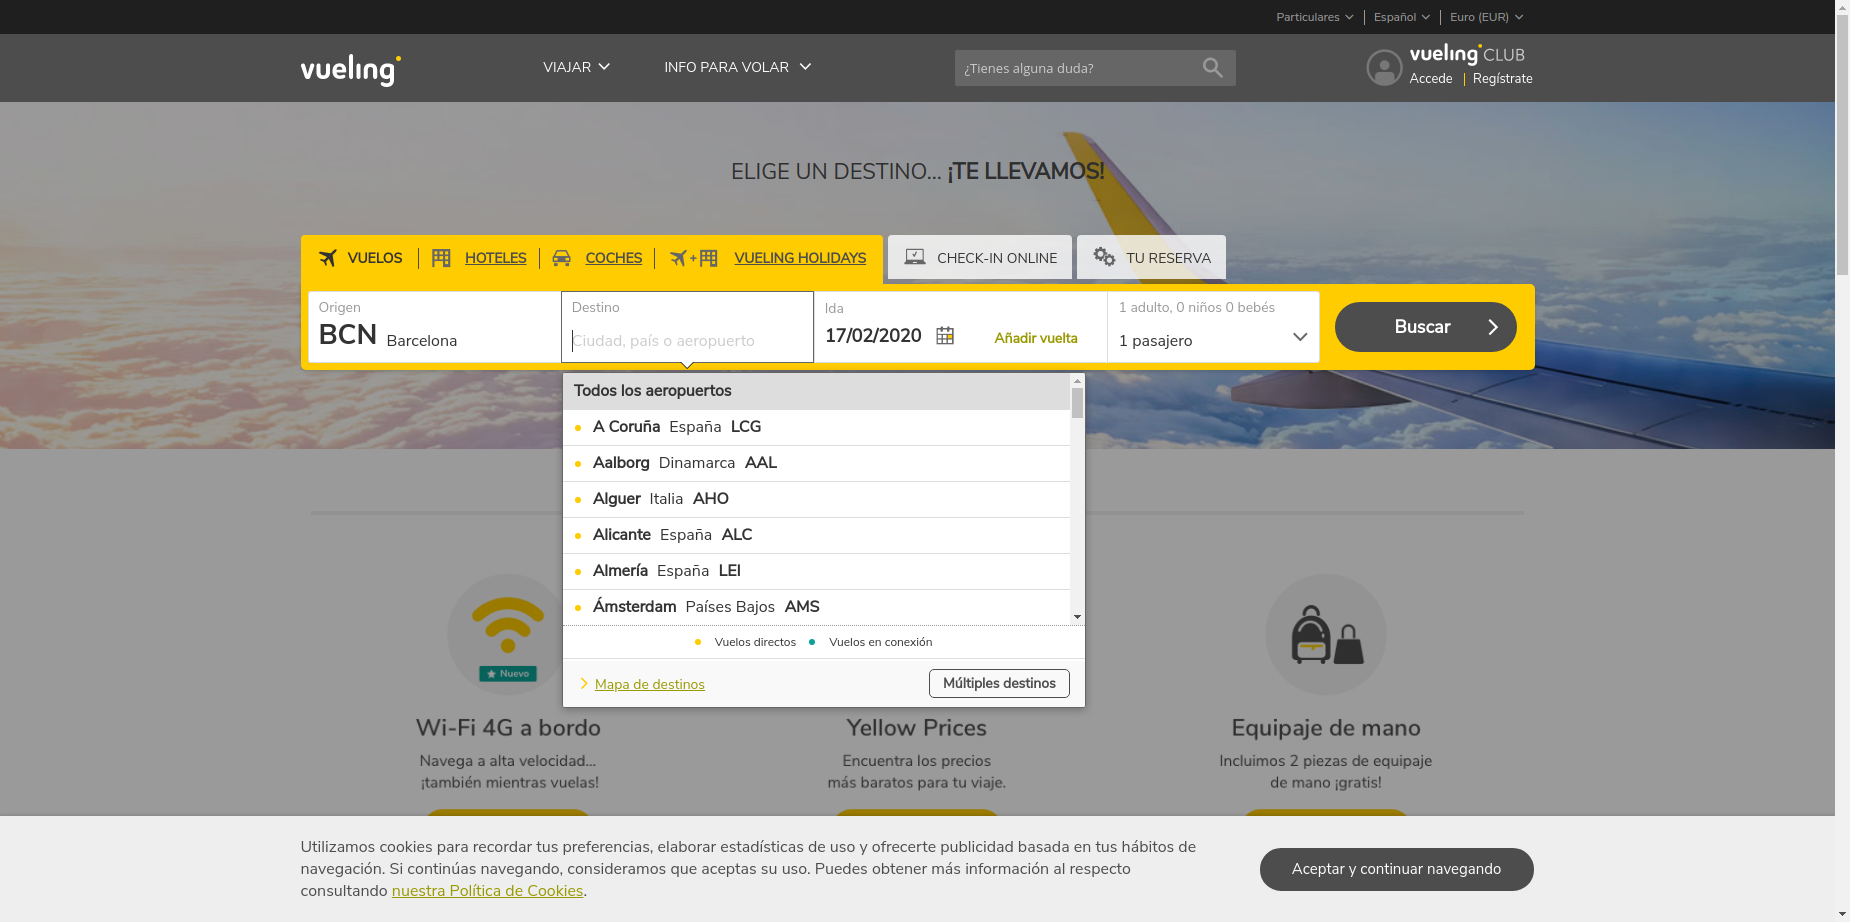 Particulares
Español
Euro (EUR)
vueling
VIAJAR
INFO PARA VOLAR
¿Tienes alguna duda?
vueling CLUB
Accede
Regístrate
ELIGE UN DESTINO... ¡TE LLEVAMOS!
VUELOS
HOTELES
COCHES
+
VUELING HOLIDAYS
CHECK-IN ONLINE
TU RESERVA
Origen
BCN Barcelona
Destino
Ciudad, país o aeropuerto
Ida
17/02/2020
Añadir vuelta
1 adulto, 0 niños 0 bebés
1 pasajero
Buscar
Todos los aeropuertos
A Coruña España LCG
Aalborg Dinamarca AAL
Alguer Italia AHO
Alicante España ALC
Almería España LEI
Ámsterdam Países Bajos AMS
Vuelos directos
Vuelos en conexión
Mapa de destinos
Múltiples destinos
Nuevo
Wi-Fi 4G a bordo
Navega a alta velocidad...
¡también mientras vuelas!
Yellow Prices
Encuentra los precios
más baratos para tu viaje.
Equipaje de mano
Incluimos 2 piezas de equipaje
de mano ¡gratis!
Utilizamos cookies para recordar tus preferencias, elaborar estadísticas de uso y ofrecerte publicidad basada en tus hábitos de
navegación. Si continúas navegando, consideramos que aceptas su uso. Puedes obtener más información al respecto
consultando nuestra Política de Cookies.
Aceptar y continuar navegando